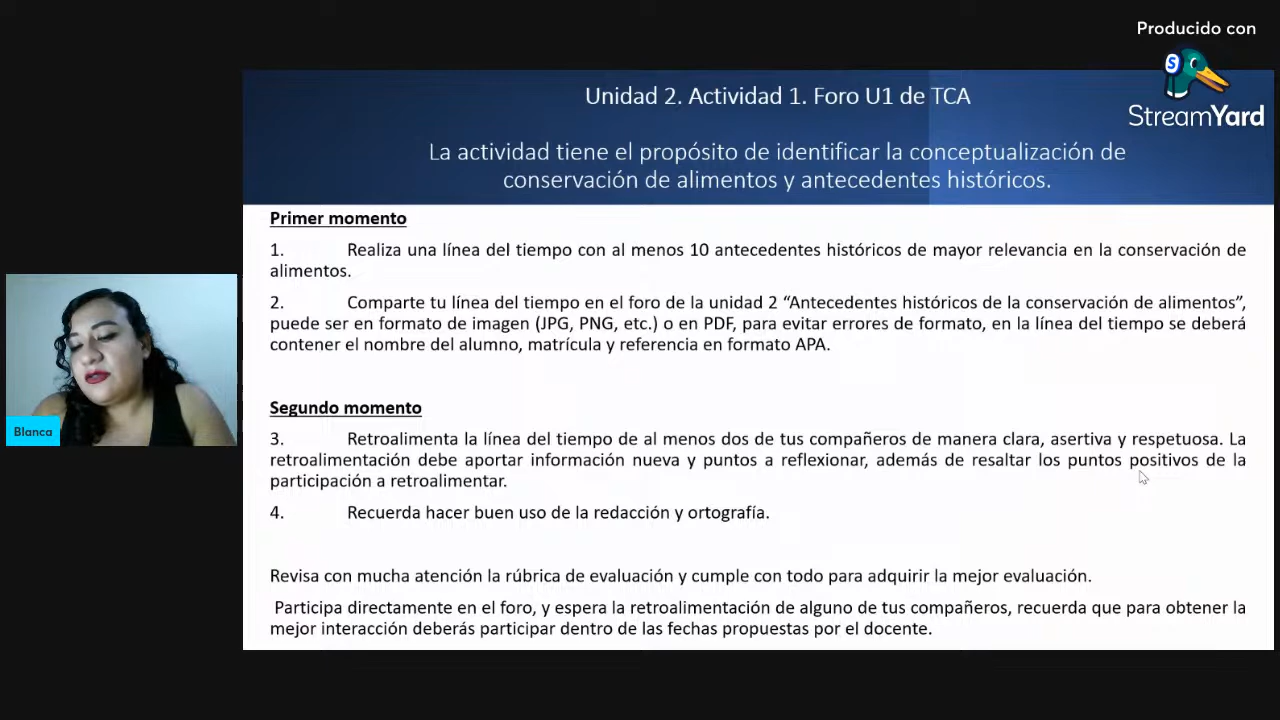 Producido con
StreamYard
Unidad 2. Actividad 1. Foro U1 de TCA
La actividad tiene el propósito de identificar la conceptualización de
conservación de alimentos y antecedentes históricos.
Primer momento
1. Realiza una línea del tiempo con al menos 10 antecedentes históricos de mayor relevancia en la conservación de
alimentos.
2. Comparte tu línea del tiempo en el foro de la unidad 2 “Antecedentes históricos de la conservación de alimentos”,
puede ser en formato de imagen (JPG, PNG, etc.) o en PDF, para evitar errores de formato, en la línea del tiempo se deberá
contener el nombre del alumno, matrícula y referencia en formato APA.
Segundo momento
3. Retroalimenta la línea del tiempo de al menos dos de tus compañeros de manera clara, asertiva y respetuosa. La
retroalimentación debe aportar información nueva y puntos a reflexionar, además de resaltar los puntos positivos de la
participación a retroalimentar.
4. Recuerda hacer buen uso de la redacción y ortografía.
Revisa con mucha atención la rúbrica de evaluación y cumple con todo para adquirir la mejor evaluación.
Participa directamente en el foro, y espera la retroalimentación de alguno de tus compañeros, recuerda que para obtener la
mejor interacción deberás participar dentro de las fechas propuestas por el docente.
Blanca